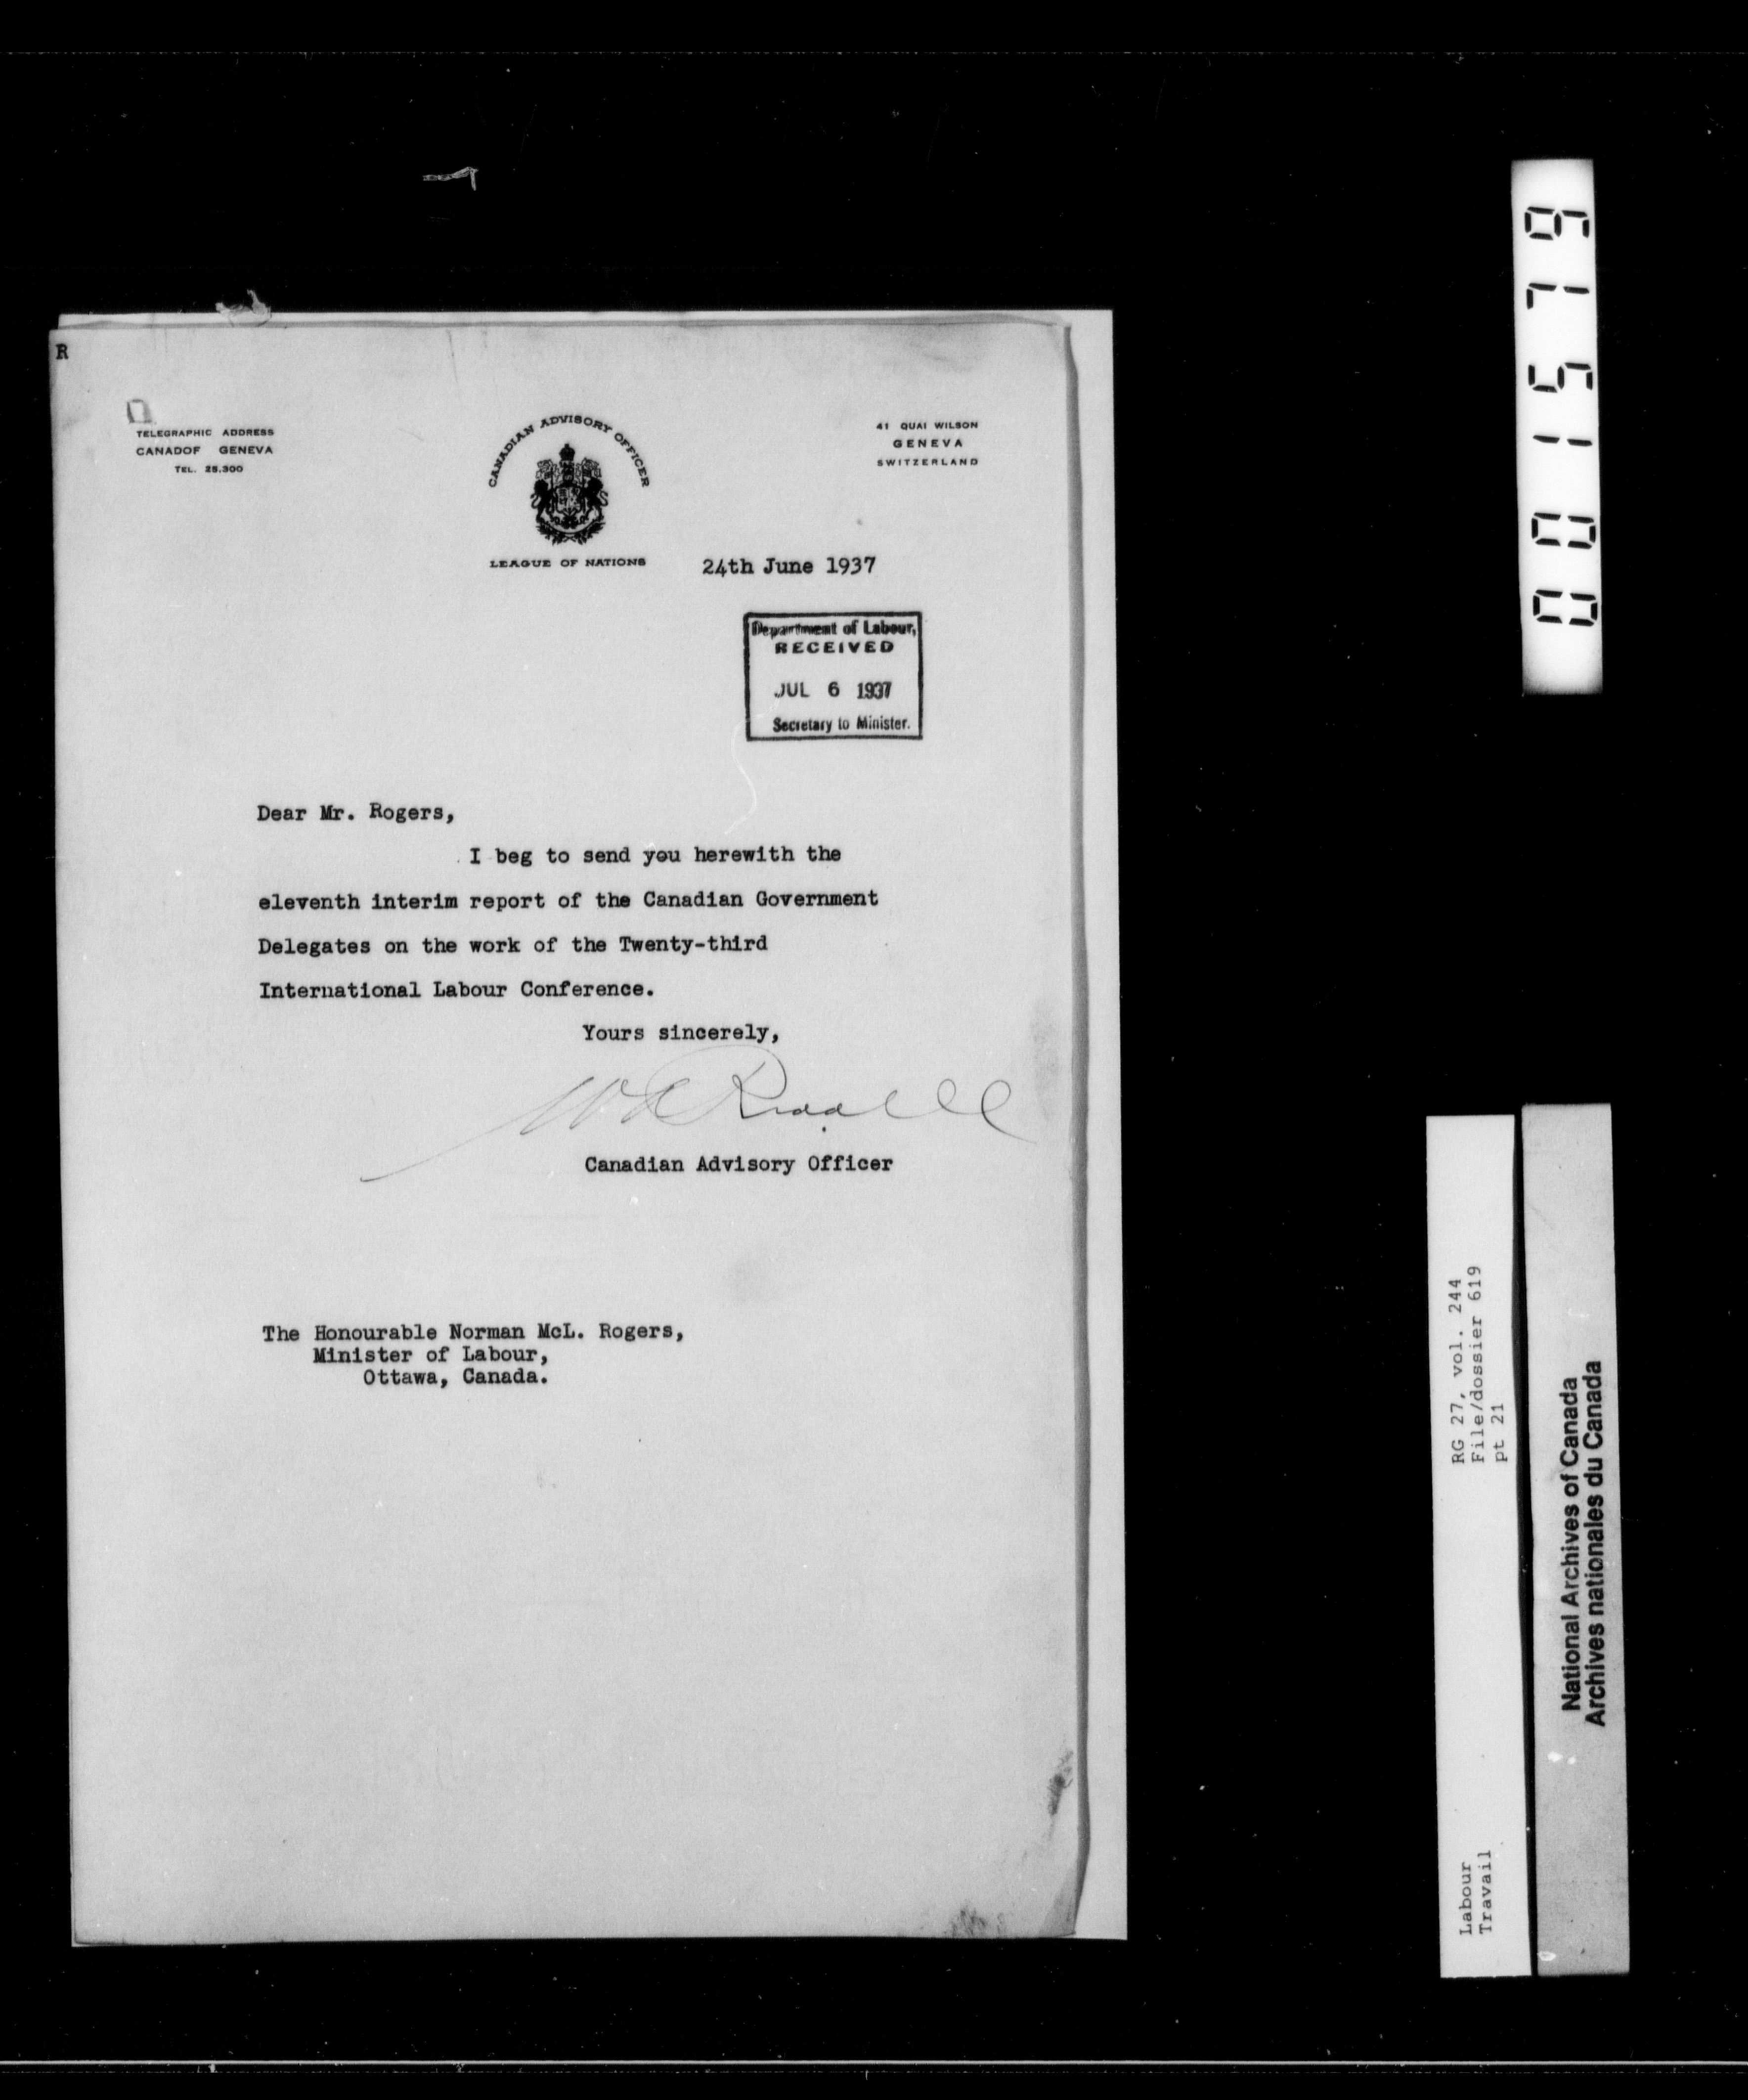 R
TELEGRAPHIC ADDRESS
CANADOF GENEVA
TEL. 25.300
CANADIAN ADVISORY OFFICER
LEAGUE OF NATIONS
41 QUAI WILSON
GENEVA
SWITZERLAND
24th June 1937
Department of Labour,
RECEIVED
JUL 6 1937
Secretary to Minister.
Dear Mr. Rogers,
I beg to send you herewith the
eleventh interim report of the Canadian Government
Delegates on the work of the Twenty-third
International Labour Conference.
Yours sincerely,
W A Riddell
Canadian Advisory Officer
The Honourable Norman McL. Rogers,
Minister of Labour,
Ottawa, Canada.
001579
RG 27, vol. 244
File/dossier 619
pt 21
Labour
Travail
National Archives of Canada
Archives nationales du Canada